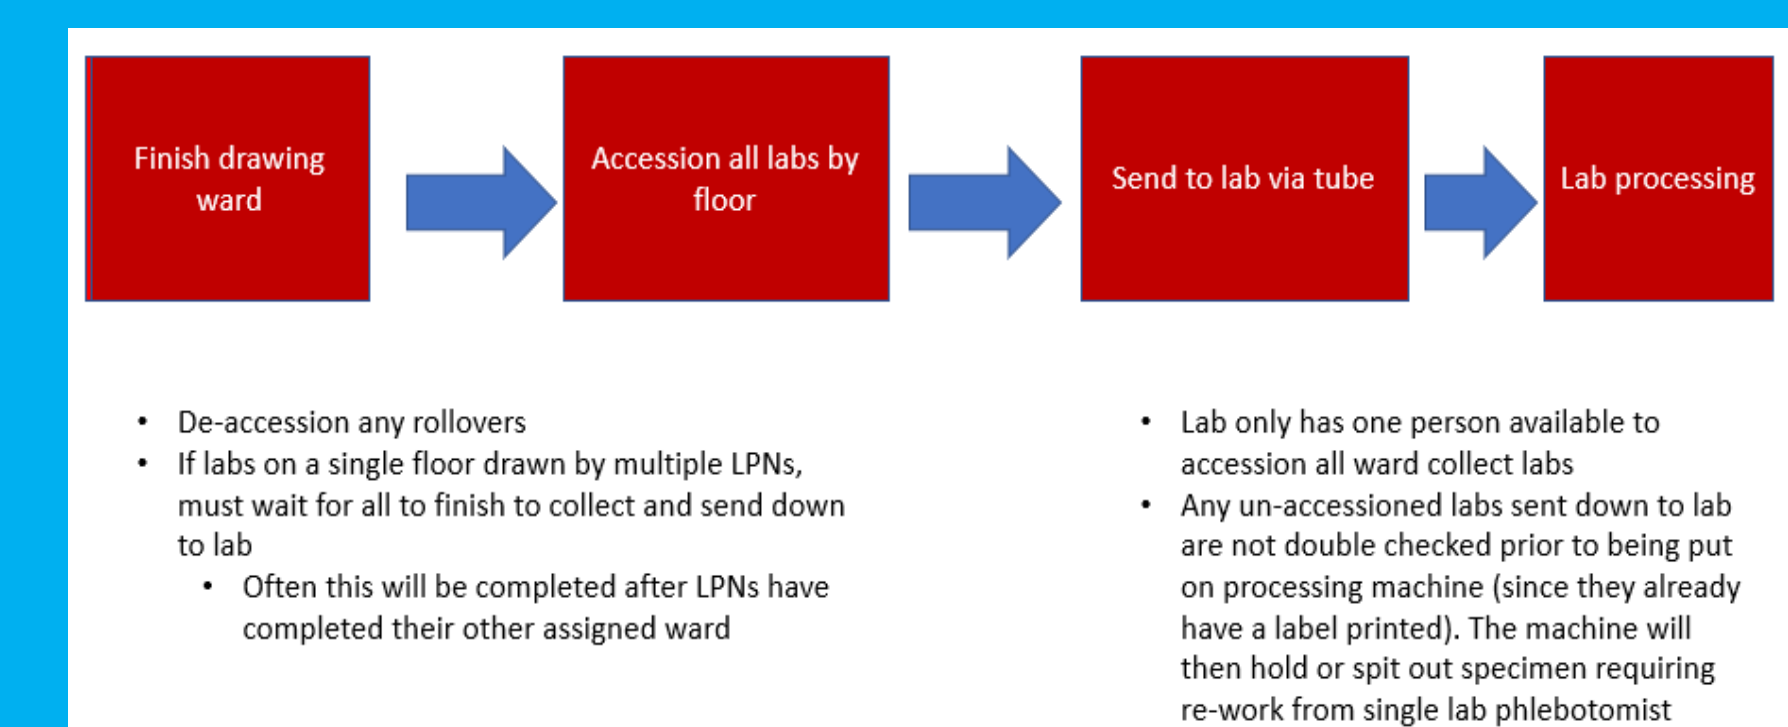 Finish drawing
ward
Accession all labs by
floor
Send to lab via tube
Lab processing
• De-accession any rollovers
• If labs on a single floor drawn by multiple LPNs,
must wait for all to finish to collect and send down
to lab
• Often this will be completed after LPNs have
completed their other assigned ward
• Lab only has one person available to
accession all ward collect labs
• Any un-accessioned labs sent down to lab
are not double checked prior to being put
on processing machine (since they already
have a label printed). The machine will
then hold or spit out specimen requiring
re-work from single lab phlebotomist